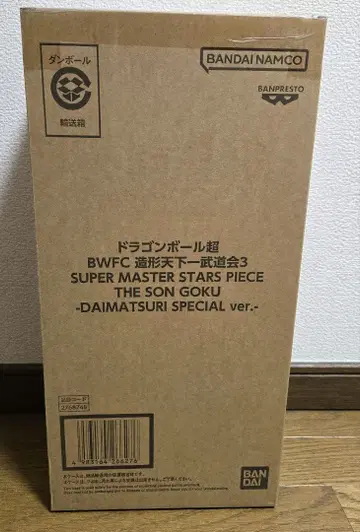 ダンボール
輸送箱
BANDAI NAMCO
BANPRESTO
ドラゴンボール超
BWFC 造形天下一武道会3
SUPER MASTER STARS PIECE
THE SON GOKU
-DAIMATSURI SPECIAL ver.-
BAN
DAI